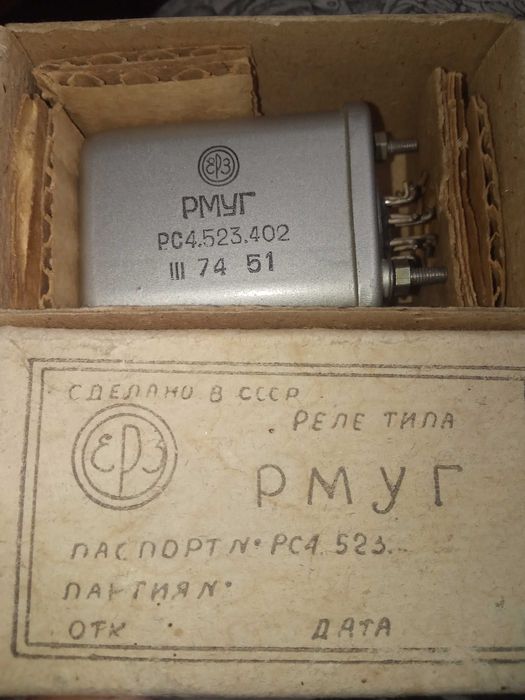 ЕРЗ
РМУГ
РС4.523.402
III 74 51
СДЕЛАНО В СССР
ЕРЗ
РЕЛЕ ТИПА
РМУГ
ПАСПОРТ № РС4.523.
ПАРТИЯ №
ОТК ДАТА